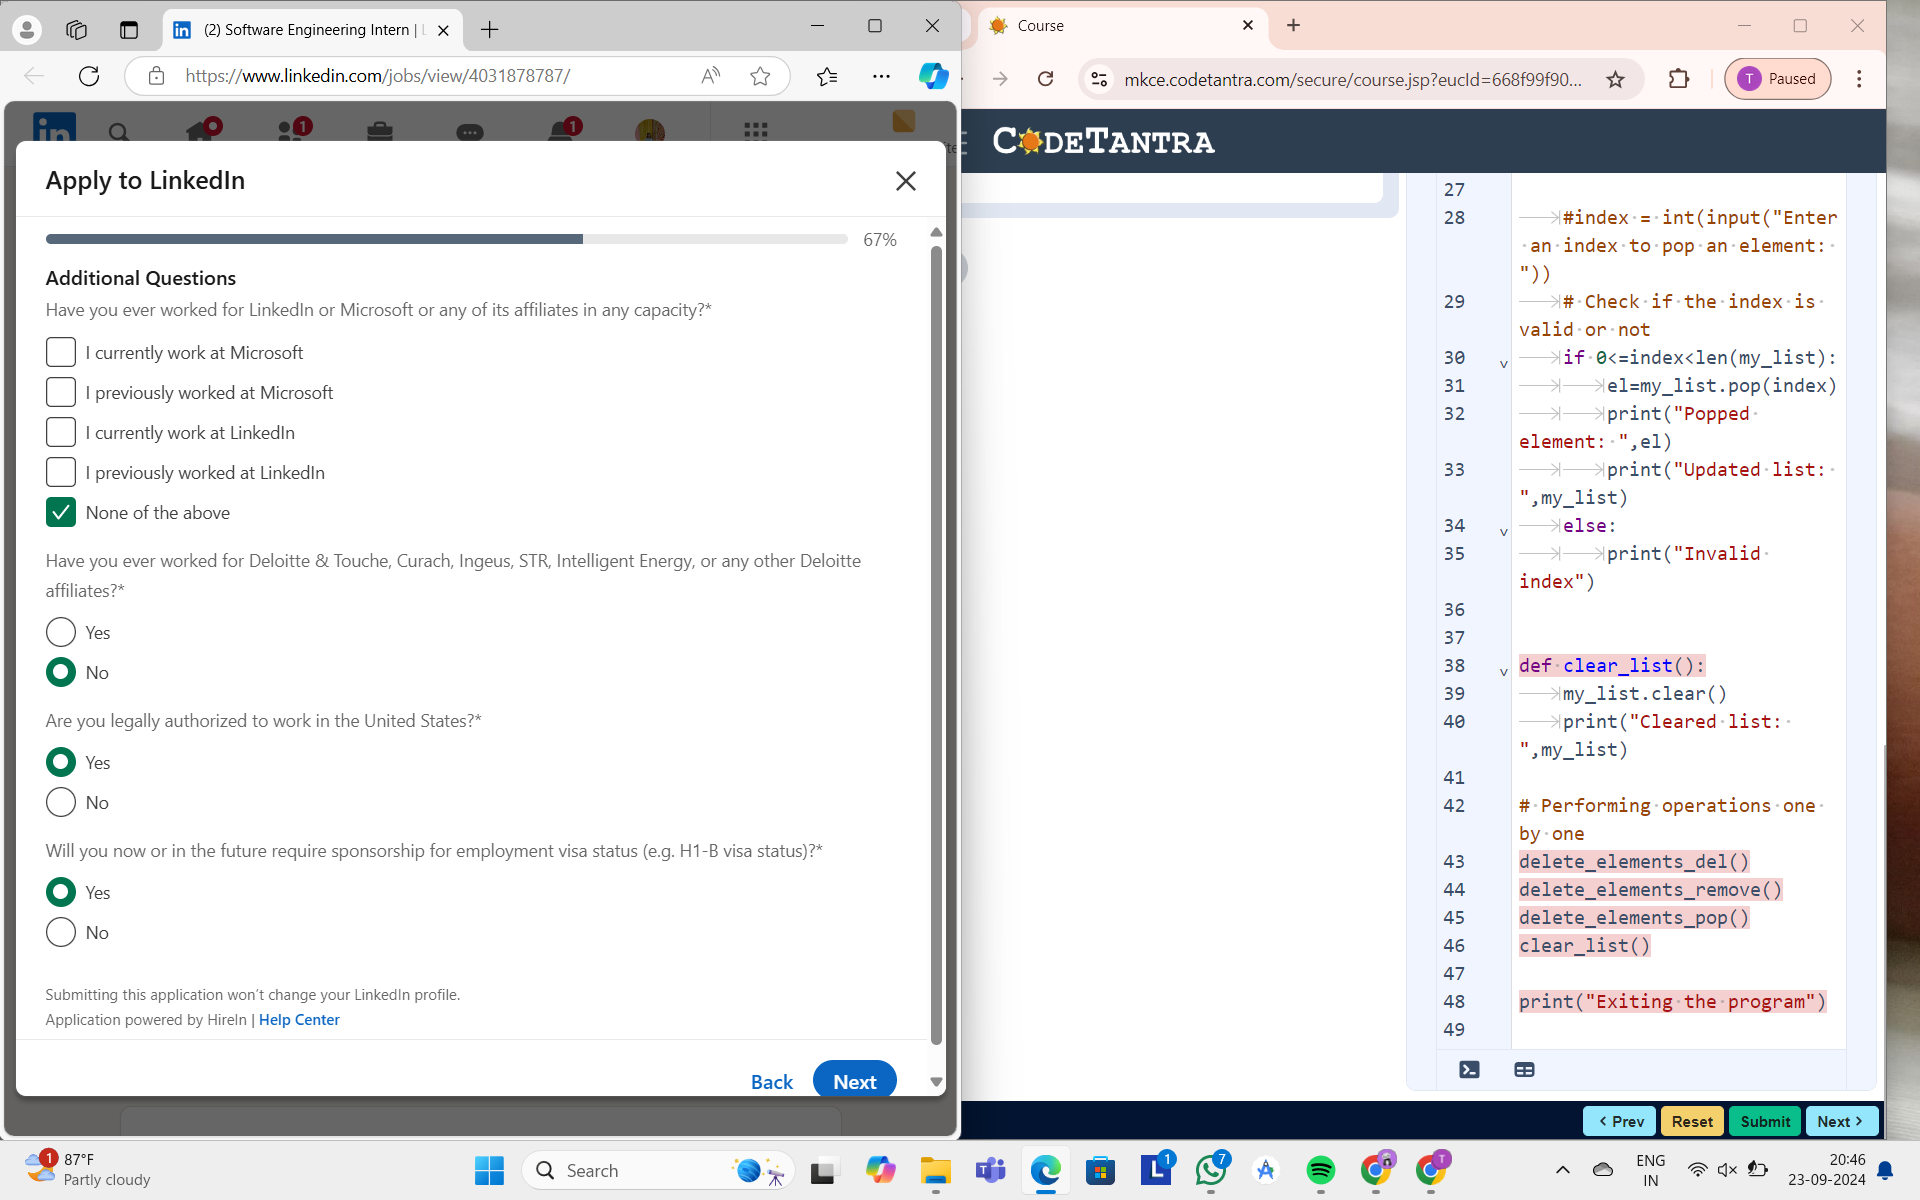 (2) Software Engineering Intern | L
https://www.linkedin.com/jobs/view/4031878787/
Apply to LinkedIn
67%
Additional Questions
Have you ever worked for LinkedIn or Microsoft or any of its affiliates in any capacity?*
I currently work at Microsoft
I previously worked at Microsoft
I currently work at LinkedIn
I previously worked at LinkedIn
None of the above
Have you ever worked for Deloitte & Touche, Curach, Ingeus, STR, Intelligent Energy, or any other Deloitte
affiliates?*
Yes
No
Are you legally authorized to work in the United States?*
Yes
No
Will you now or in the future require sponsorship for employment visa status (e.g. H1-B visa status)?*
Yes
No
Submitting this application won't change your LinkedIn profile.
Application powered by HireIn | Help Center
Back Next
Course
mkce.codetantra.com/secure/course.jsp?eucId=668f99f90...
T Paused
CODETANTRA
27
28 #index = int(input("Enter
an index to pop an element:
"))
29 # Check if the index is
valid or not
30 if 0<=index<len(my_list):
31 el=my_list.pop(index)
32 print("Popped
element: ",el)
33 print("Updated list:
",my_list)
34 else:
35 print("Invalid
index")
36
37
38 def clear_list():
39 my_list.clear()
40 print("Cleared list:
",my_list)
41
42 # Performing operations one
by one
43 delete_elements_del()
44 delete_elements_remove()
45 delete_elements_pop()
46 clear_list()
47
48 print("Exiting the program")
49
Prev Reset Submit Next
1 87°F
Partly cloudy
Search
1
7
T
ENG
IN
20:46
23-09-2024